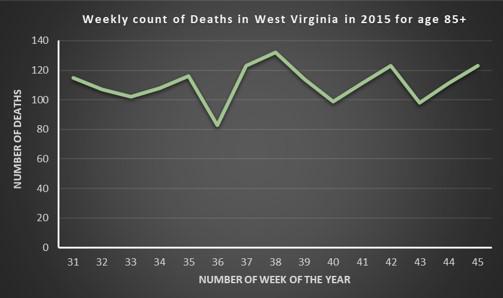 Weekly count of Deaths in West Virginia in 2015 for age 85+
140
120
100
80
60
40
20
0
NUMBER OF DEATHS
31 32 33 34 35 36 37 38 39 40 41 42 43 44 45
NUMBER OF WEEK OF THE YEAR